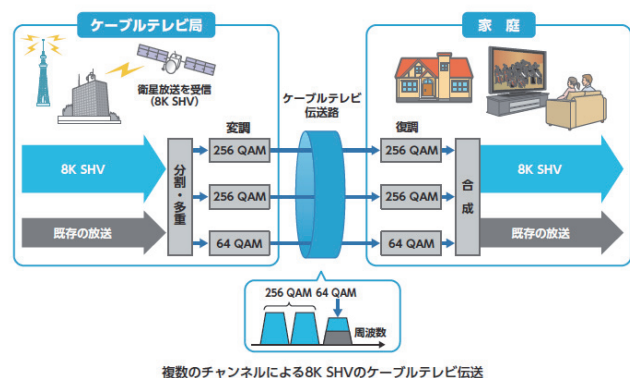 ケーブルテレビ局
家 庭
衛星放送を受信
(8K SHV)
ケーブルテレビ
伝送路
変調
復調
8K SHV
既存の放送
分割・多重
256 QAM
256 QAM
64 QAM
256 QAM
256 QAM
64 QAM
合成
8K SHV
既存の放送
256 QAM 64 QAM
周波数
複数のチャンネルによる8K SHVのケーブルテレビ伝送